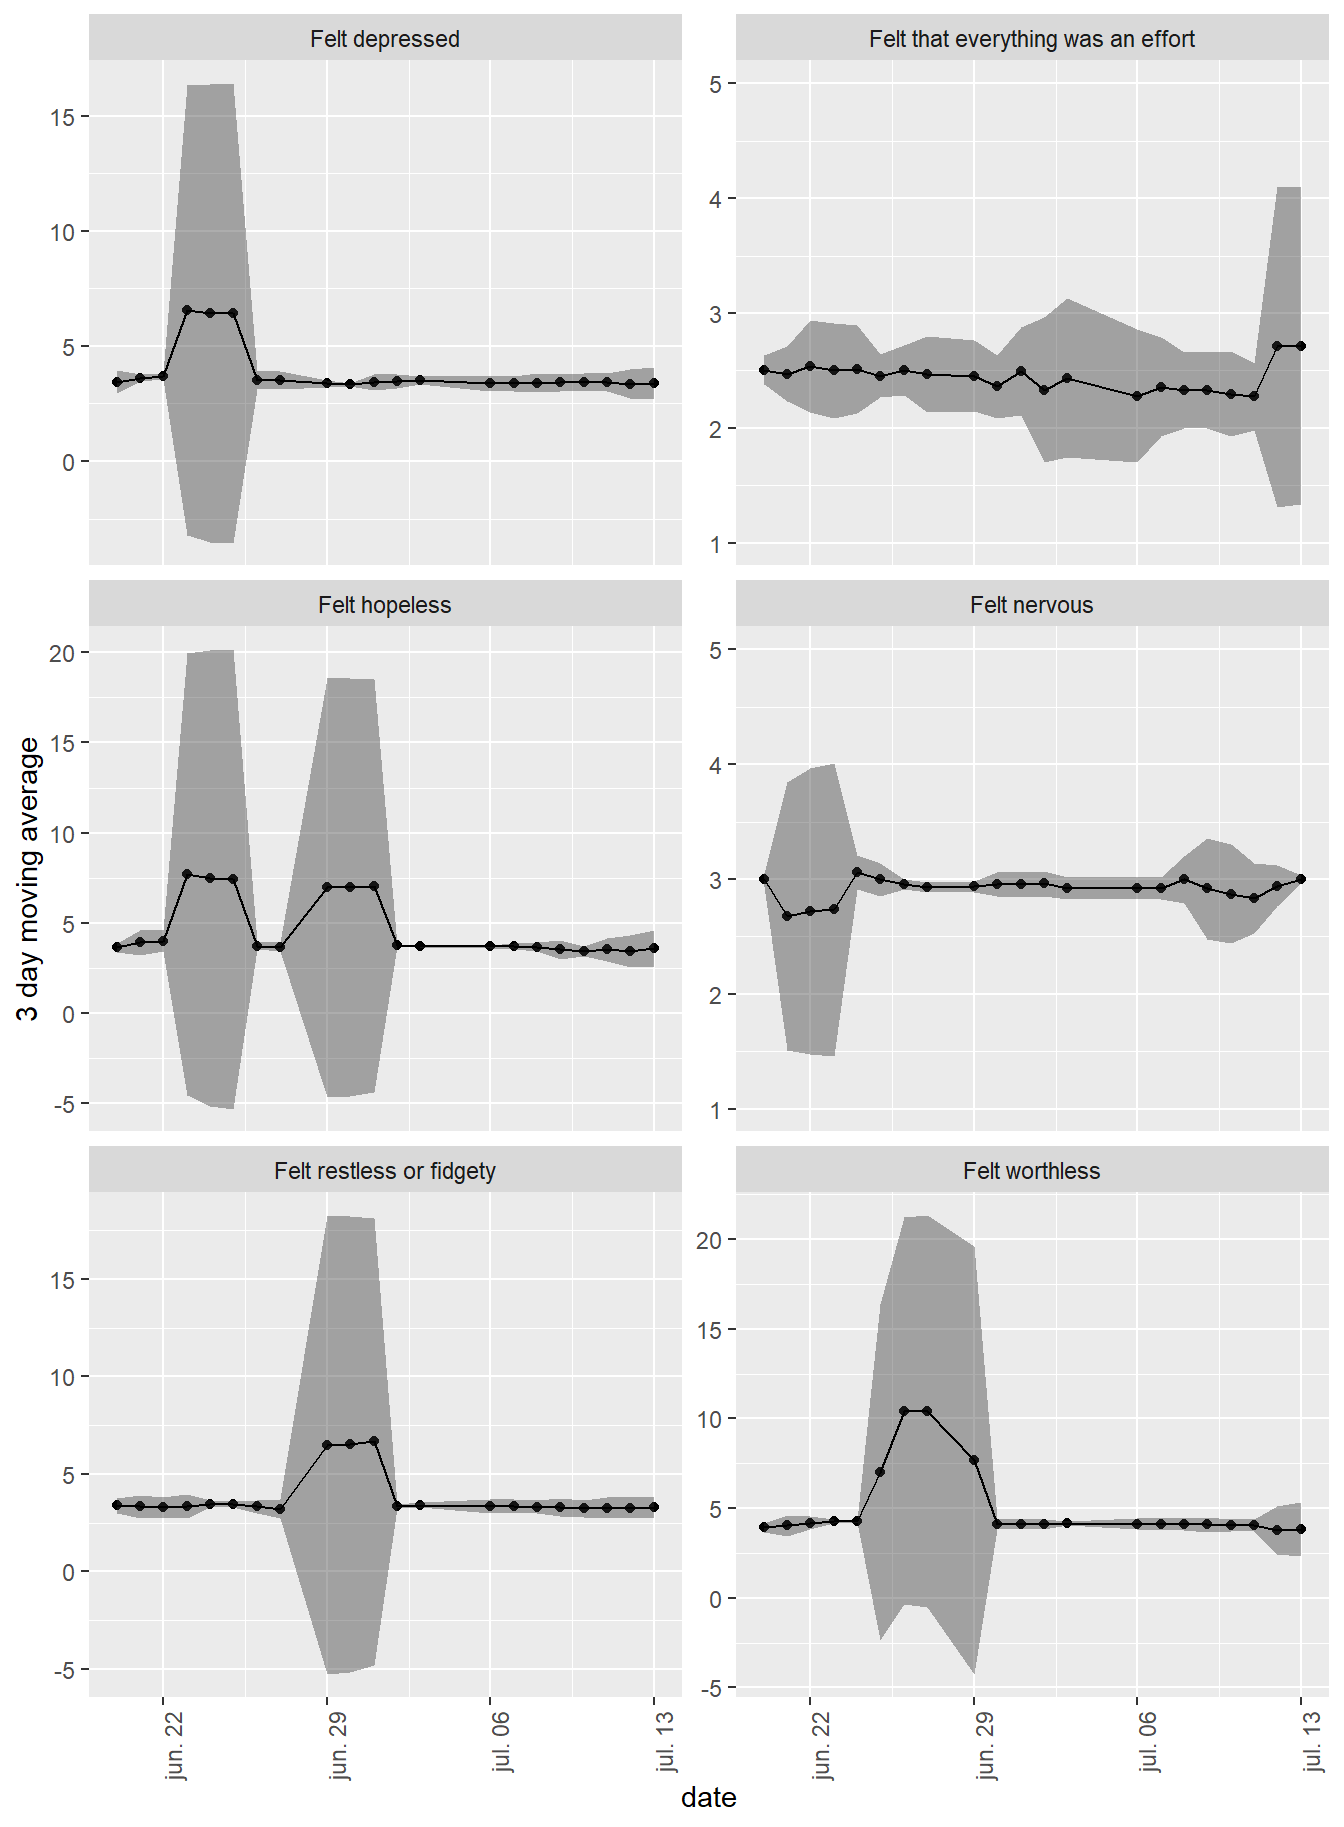 Felt depressed
Felt that everything was an effort
15
10
5
0
5
4
3
2
1
Felt hopeless
Felt nervous
20
15
10
5
0
-5
5
4
3
2
1
3 day moving average
Felt restless or fidgety
Felt worthless
15
10
5
0
-5
20
15
10
5
0
-5
jun. 22
jun. 29
jul. 06
jul. 13
jun. 22
jun. 29
jul. 06
jul. 13
date